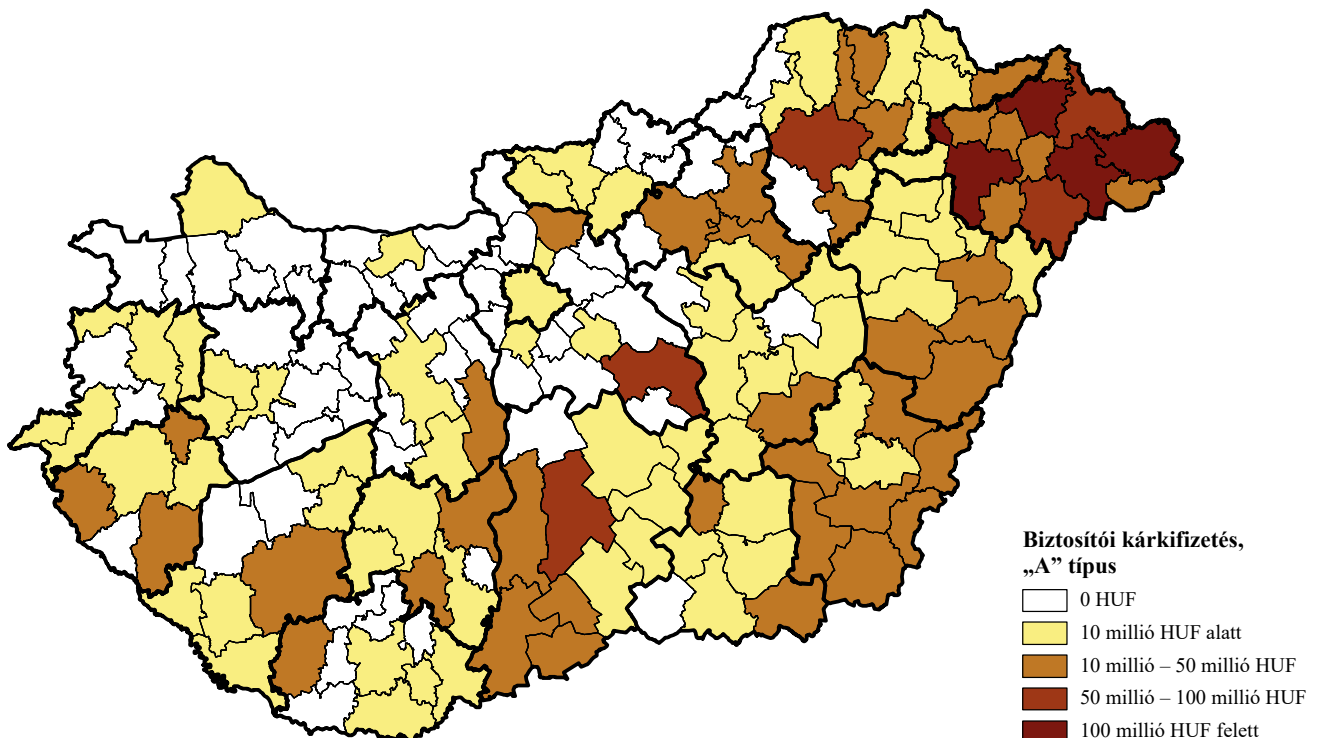 Biztosítói kárkifizetés,
„A” típus
0 HUF
10 millió HUF alatt
10 millió – 50 millió HUF
50 millió – 100 millió HUF
100 millió HUF felett